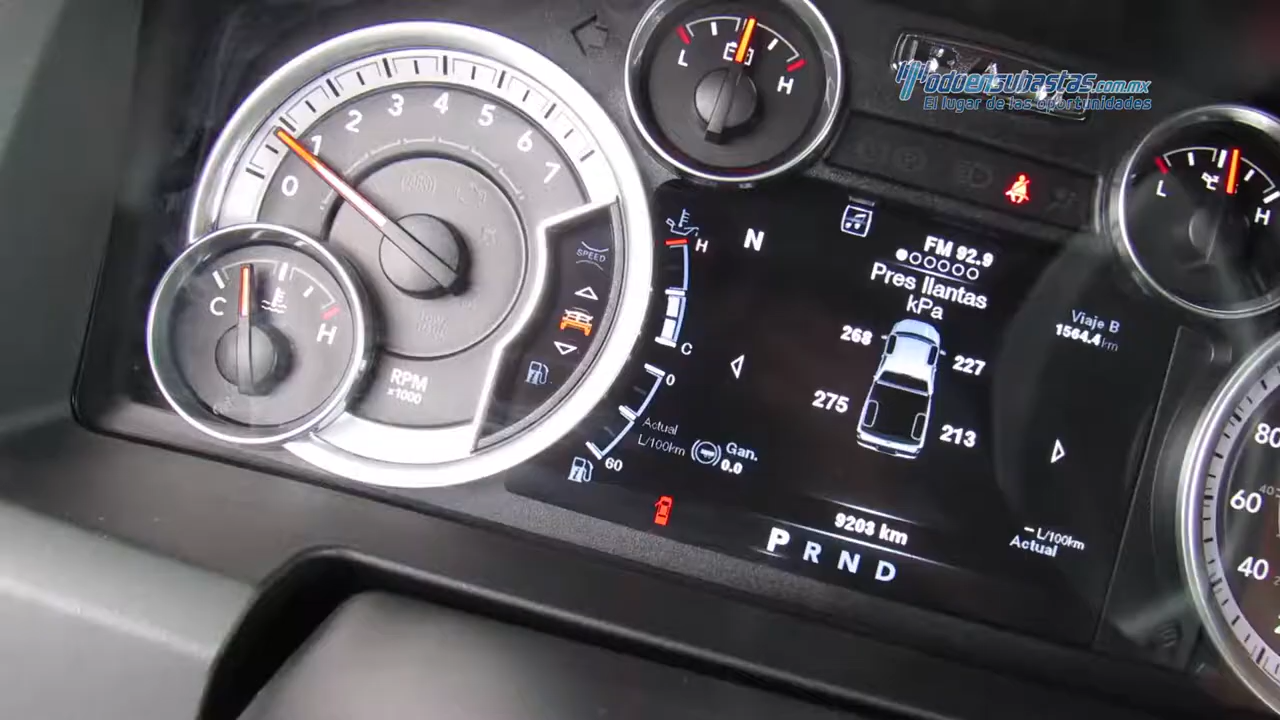 Moduensubastas.com.mx
El lugar de las oportunidades
L
H
0
1
2
3
4
5
6
7
RPM
x1000
C
H
SPEED
L
H
H
C
0
60
N
FM 92.9
Pres llantas
kPa
268
227
275
213
Viaje B
1564.4 km
Actual
L/100km
Gan.
0.0
9203 km
P R N D
– L/100km
Actual
80
60
40